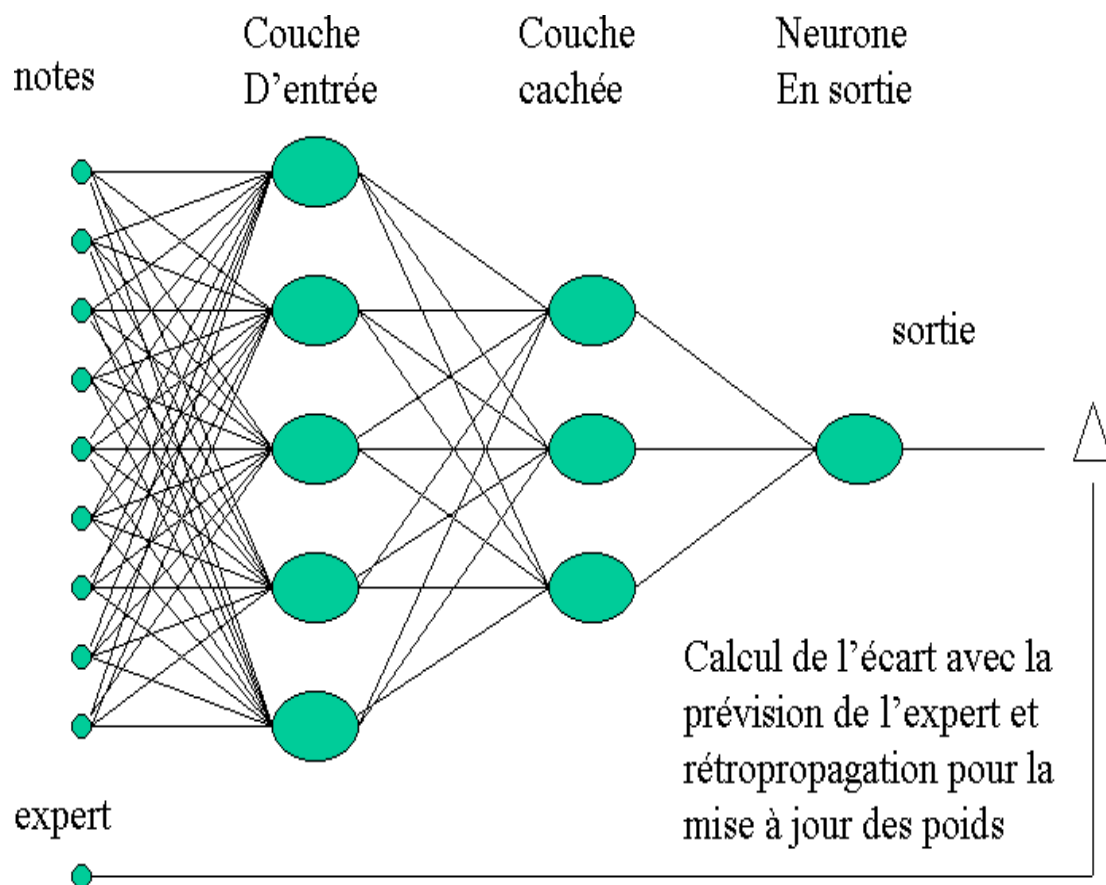 notes
Couche
D'entrée
Couche
cachée
Neurone
En sortie
sortie
Calcul de l'écart avec la
prévision de l'expert et
rétropropagation pour la
mise à jour des poids
expert